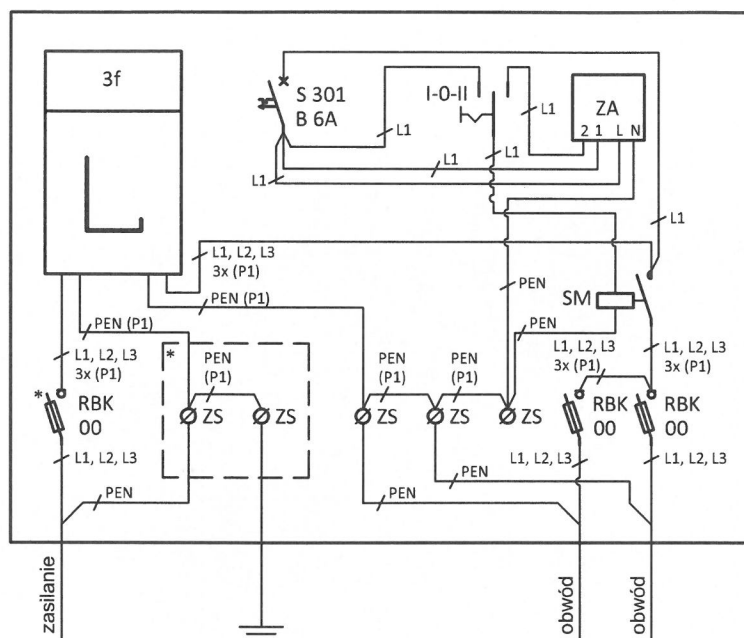 3f
S 301
B 6A
I-0-II
ZA
2 1 L N
L1
L1
L1
L1
L1
L1
L1, L2, L3
3x (P1)
PEN (P1)
PEN
SM
PEN (P1)
PEN
L1, L2, L3
3x (P1)
*
PEN
(P1)
PEN
(P1)
PEN
(P1)
L1, L2, L3
3x (P1)
L1, L2, L3
3x (P1)
*
RBK
00
ZS
ZS
ZS
ZS
ZS
RBK
00
RBK
00
L1, L2, L3
L1, L2, L3
L1, L2, L3
PEN
PEN
PEN
zasilanie
obwód
obwód